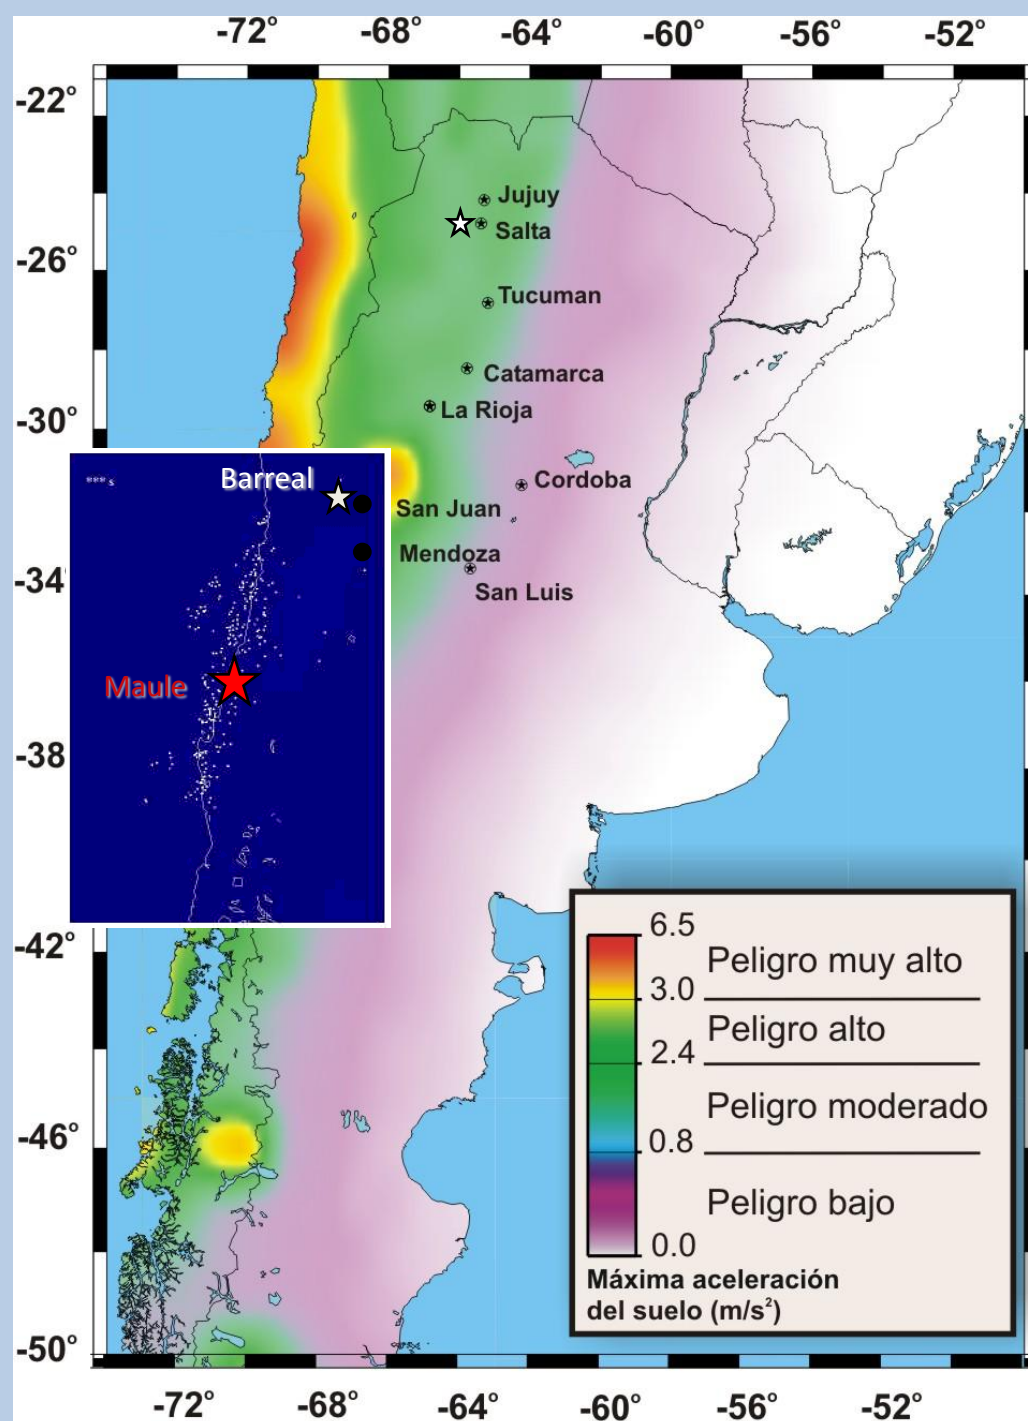 -72° -68° -64° -60° -56° -52°
-22°
-26°
-30°
-34°
-38°
-42°
-46°
-50°
Jujuy
Salta
Tucuman
Catamarca
La Rioja
Cordoba
San Juan
Mendoza
San Luis
*** s
Barreal
Maule
6.5
Peligro muy alto
3.0
Peligro alto
2.4
Peligro moderado
0.8
Peligro bajo
0.0
Máxima aceleración
del suelo (m/s²)
-72° -68° -64° -60° -56° -52°